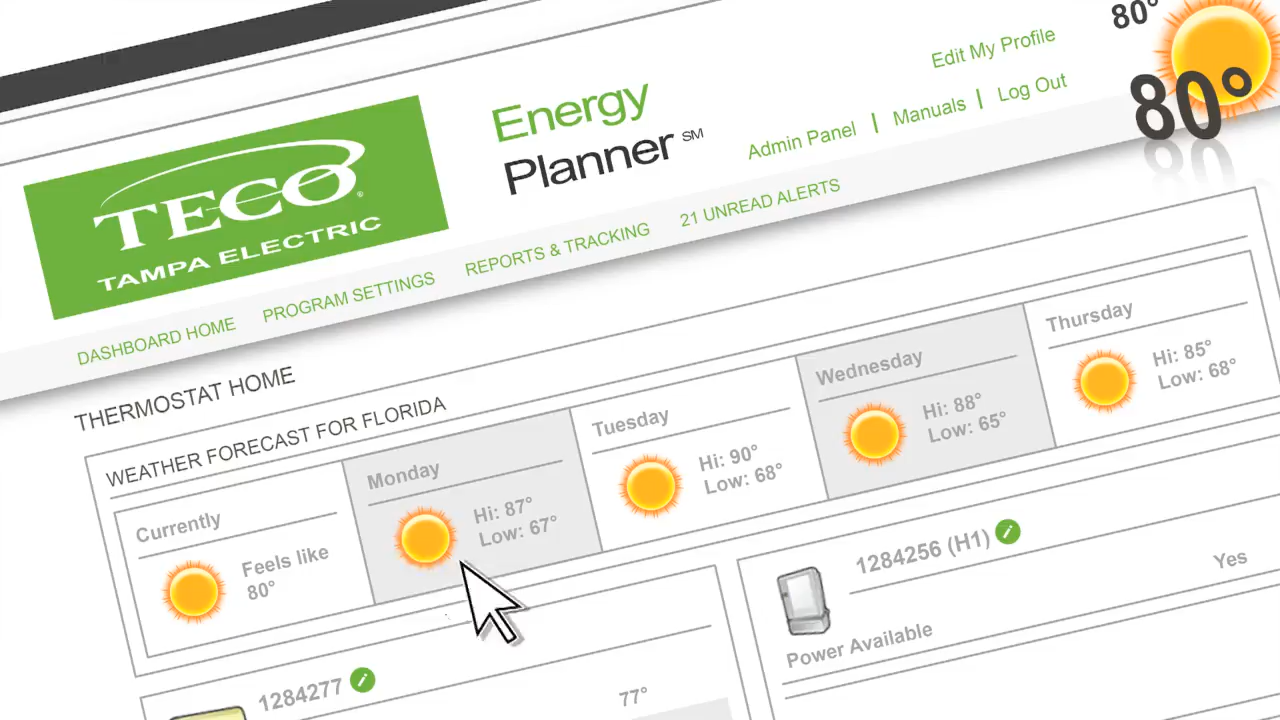 80°
80°
Edit My Profile
Admin Panel | Manuals | Log Out
TECO®
TAMPA ELECTRIC
Energy
Planner℠
DASHBOARD HOME PROGRAM SETTINGS REPORTS & TRACKING 21 UNREAD ALERTS
THERMOSTAT HOME
WEATHER FORECAST FOR FLORIDA
Currently
Feels like
80°
Monday
Hi: 87°
Low: 67°
Tuesday
Hi: 90°
Low: 68°
Wednesday
Hi: 88°
Low: 65°
Thursday
Hi: 85°
Low: 68°
1284277
77°
1284256 (H1)
Yes
Power Available